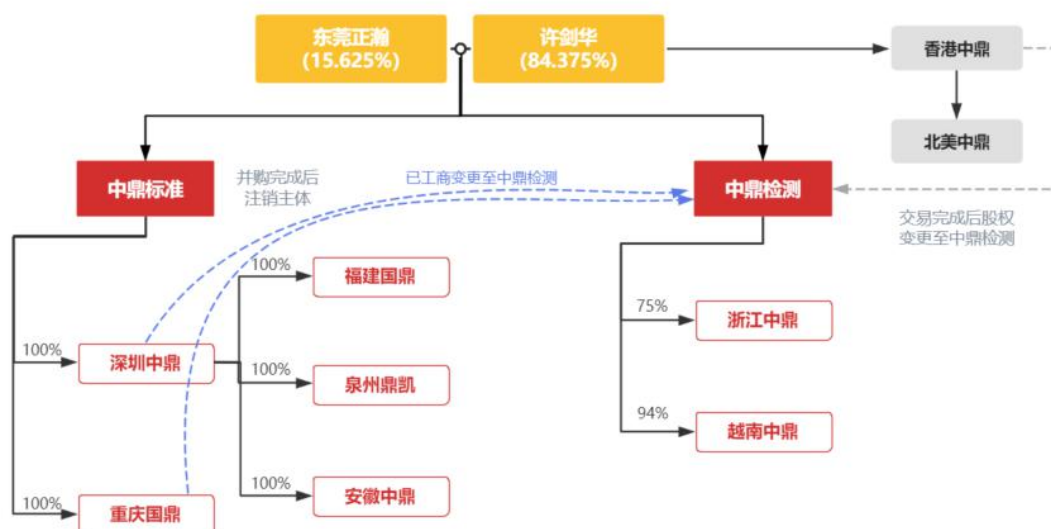 东莞正瀚
(15.625%)
许剑华
(84.375%)
香港中鼎
北美中鼎
中鼎标准
并购完成后
注销主体
已工商变更至中鼎检测
中鼎检测
交易完成后股权
变更至中鼎检测
100%
福建国鼎
75%
浙江中鼎
100%
深圳中鼎
100%
泉州鼎凯
94%
越南中鼎
100%
安徽中鼎
100%
重庆国鼎